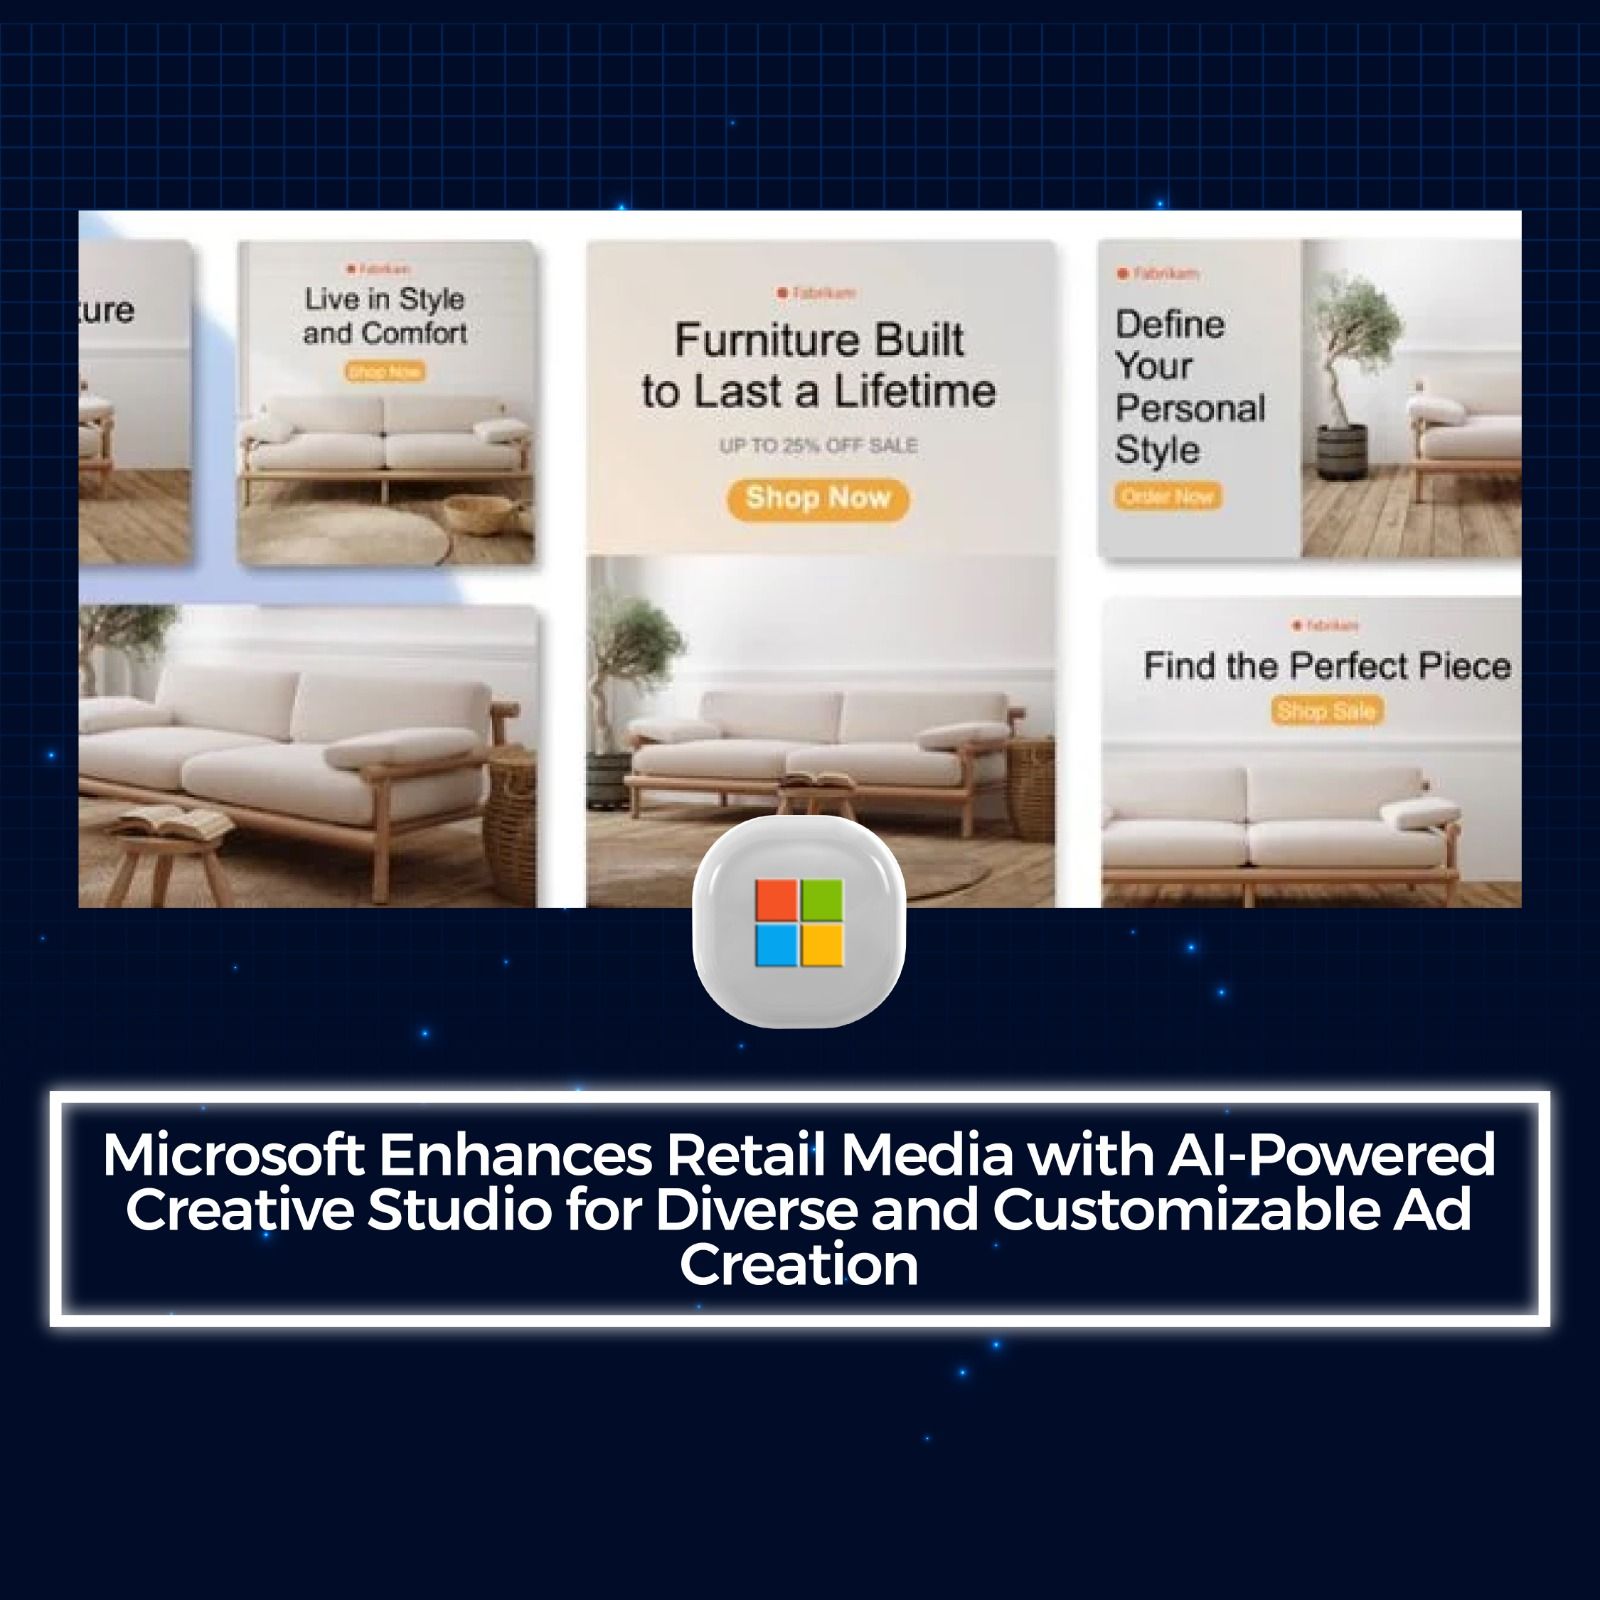 ture
Fabrikam
Live in Style
and Comfort
Shop Now
Fabrikam
Furniture Built
to Last a Lifetime
UP TO 25% OFF SALE
Shop Now
Fabrikam
Define
Your
Personal
Style
Order Now
Fabrikam
Find the Perfect Piece
Shop Sale
Microsoft Enhances Retail Media with AI-Powered
Creative Studio for Diverse and Customizable Ad
Creation